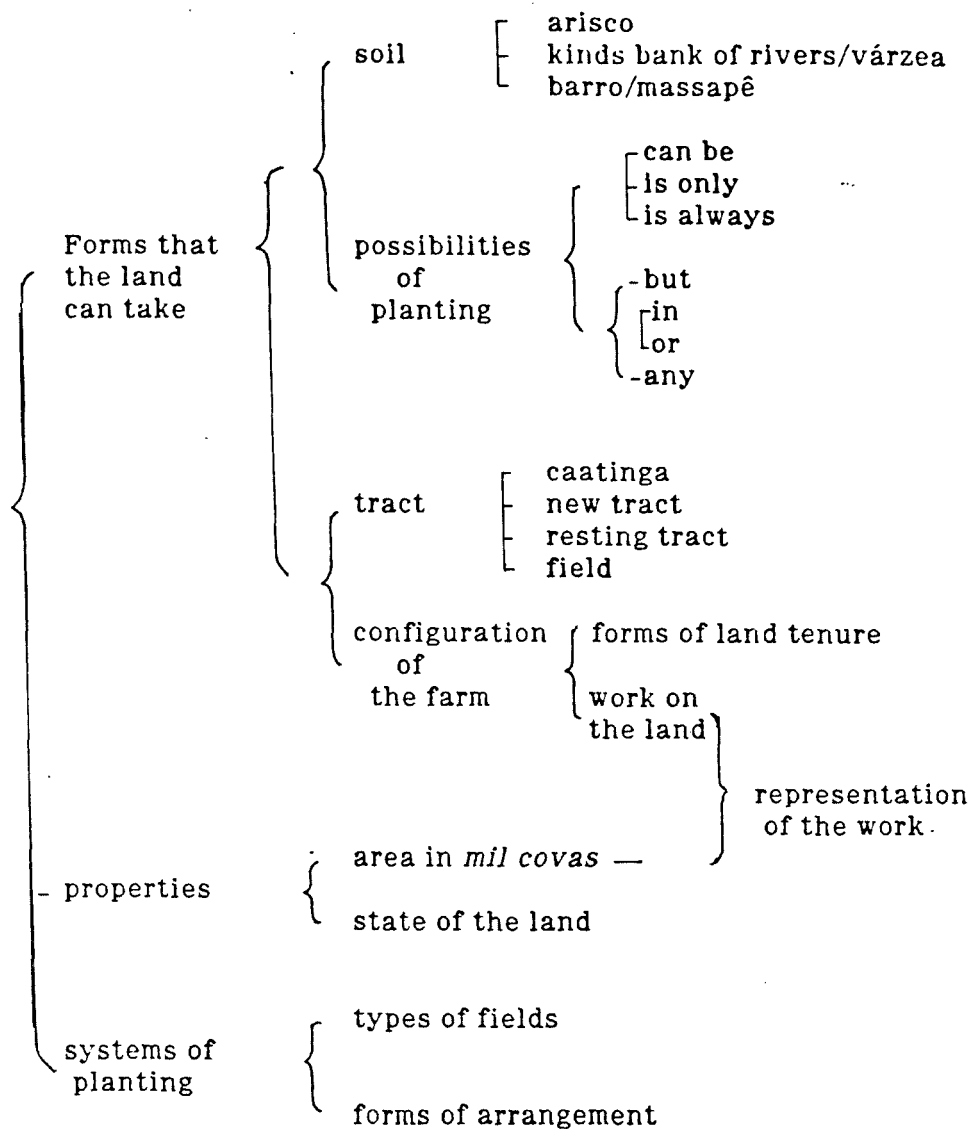 soil
arisco
kinds bank of rivers/várzea
barro/massapê
Forms that
the land
can take
possibilities
of
planting
can be
is only
is always
-but
in
or
-any
tract
caatinga
new tract
resting tract
field
configuration
of
the farm
forms of land tenure
work on
the land
representation
of the work
properties
area in mil covas —
state of the land
systems of
planting
types of fields
forms of arrangement